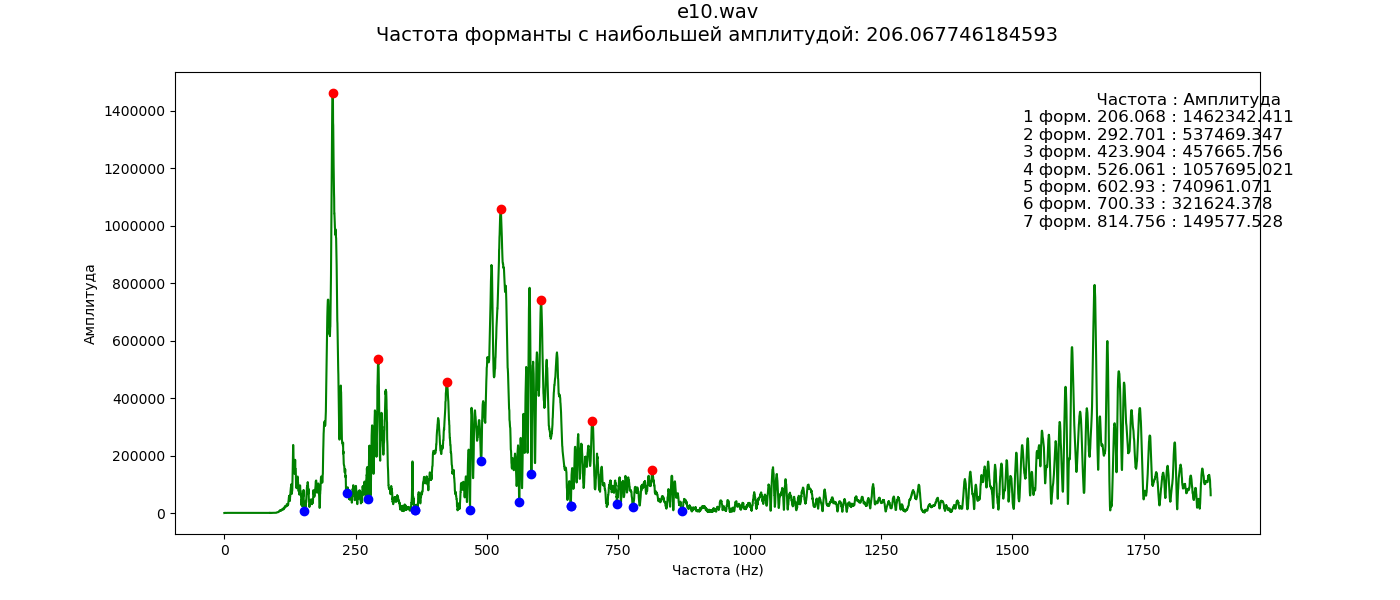 e10.wav
Частота форманты с наибольшей амплитудой: 206.067746184593
Частота : Амплитуда
1 форм. 206.068 : 1462342.411
2 форм. 292.701 : 537469.347
3 форм. 423.904 : 457665.756
4 форм. 526.061 : 1057695.021
5 форм. 602.93 : 740961.071
6 форм. 700.33 : 321624.378
7 форм. 814.756 : 149577.528
Амплитуда
1400000
1200000
1000000
800000
600000
400000
200000
0
0 250 500 750 1000 1250 1500 1750
Частота (Hz)